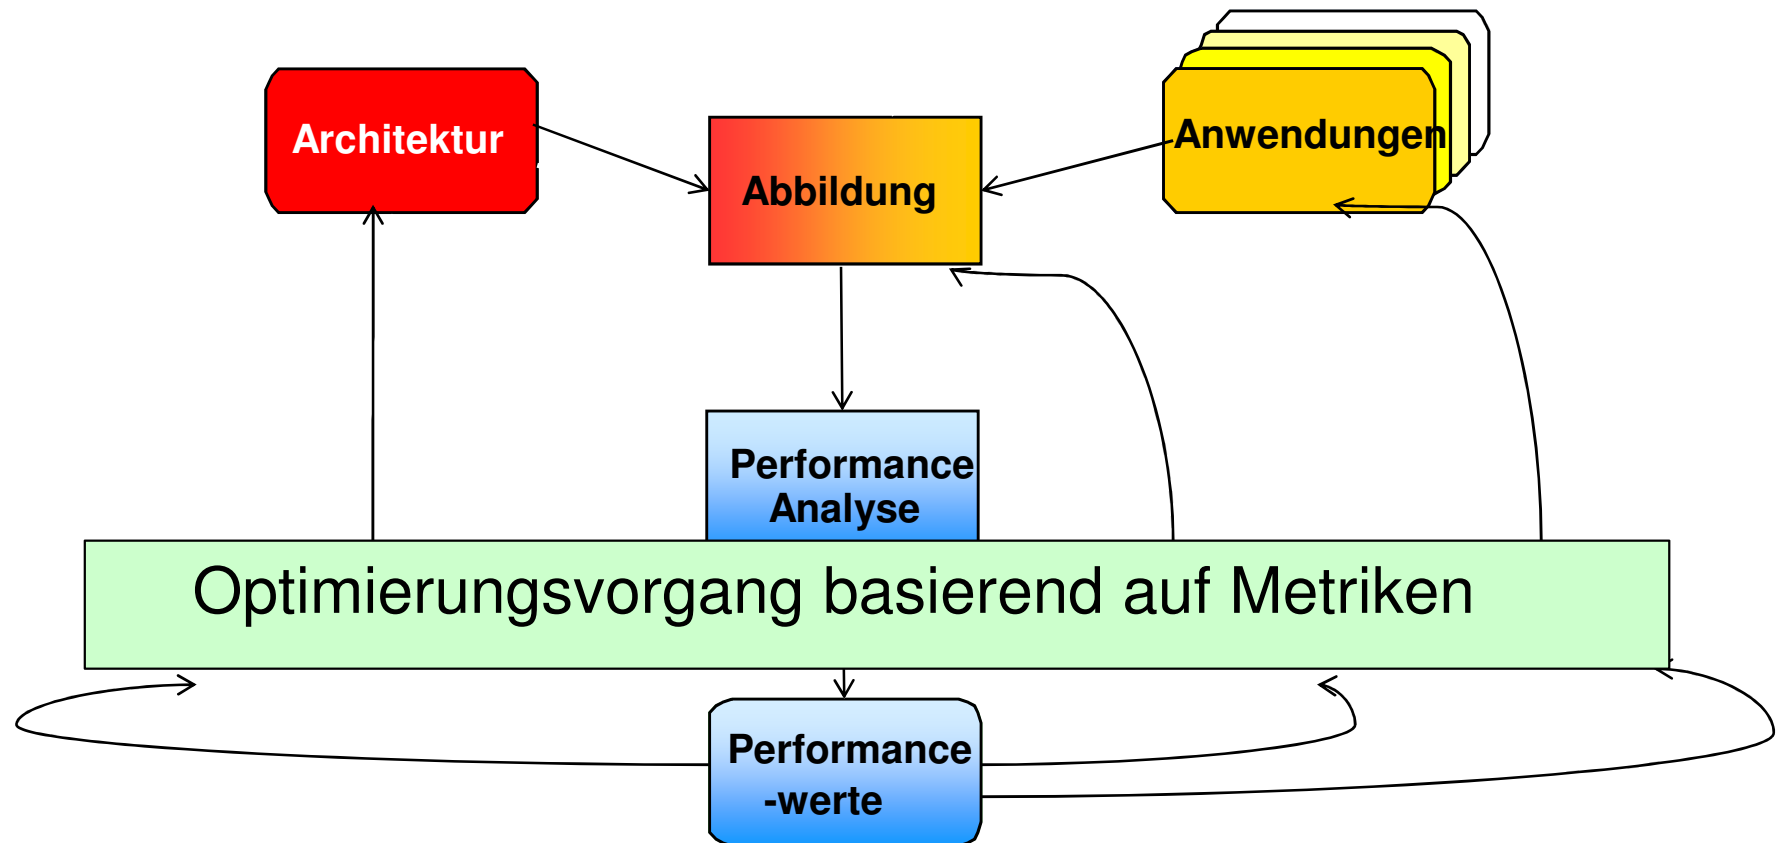 Architektur
Anwendungen
Abbildung
Performance
Analyse
Optimierungsvorgang basierend auf Metriken
Performance
-werte